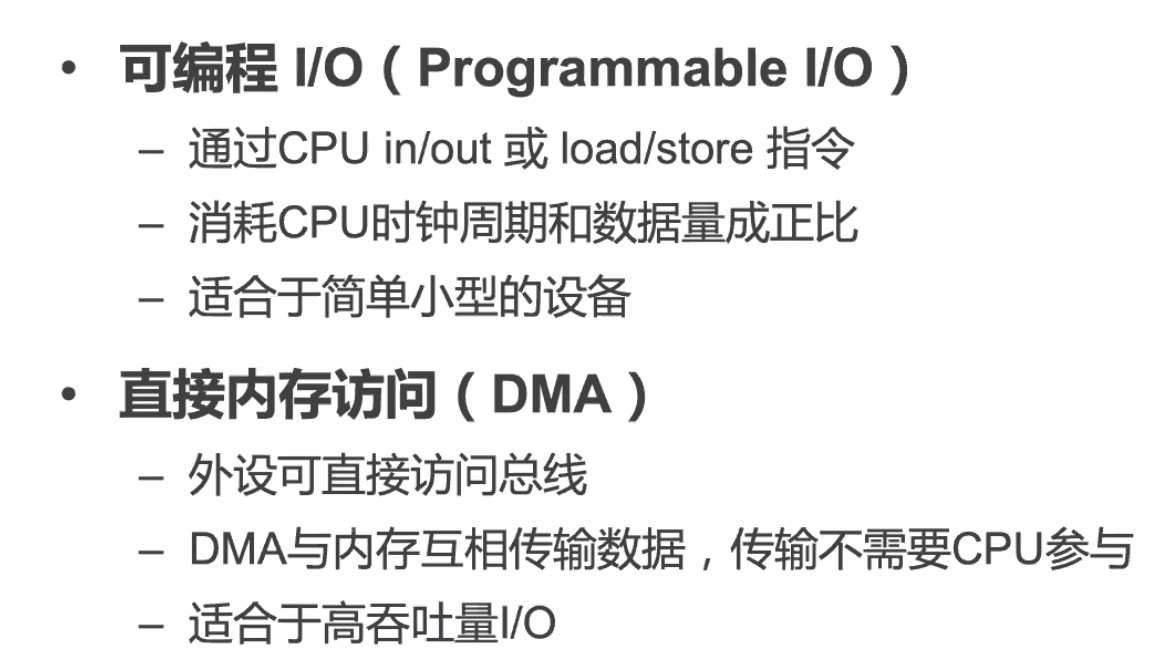 • 可编程 I/O（Programmable I/O）
– 通过CPU in/out 或 load/store 指令
– 消耗CPU时钟周期和数据量成正比
– 适合于简单小型的设备
• 直接内存访问（DMA）
– 外设可直接访问总线
– DMA与内存互相传输数据，传输不需要CPU参与
– 适合于高吞吐量I/O